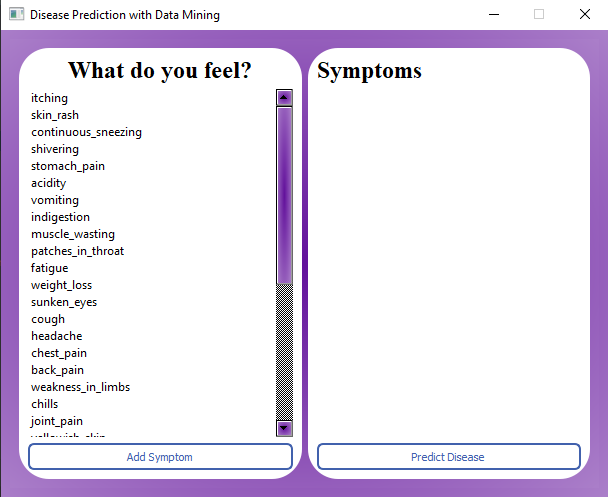 Disease Prediction with Data Mining
What do you feel?
itching
skin_rash
continuous_sneezing
shivering
stomach_pain
acidity
vomiting
indigestion
muscle_wasting
patches_in_throat
fatigue
weight_loss
sunken_eyes
cough
headache
chest_pain
back_pain
weakness_in_limbs
chills
joint_pain
yellowish_skin
Add Symptom
Symptoms
Predict Disease